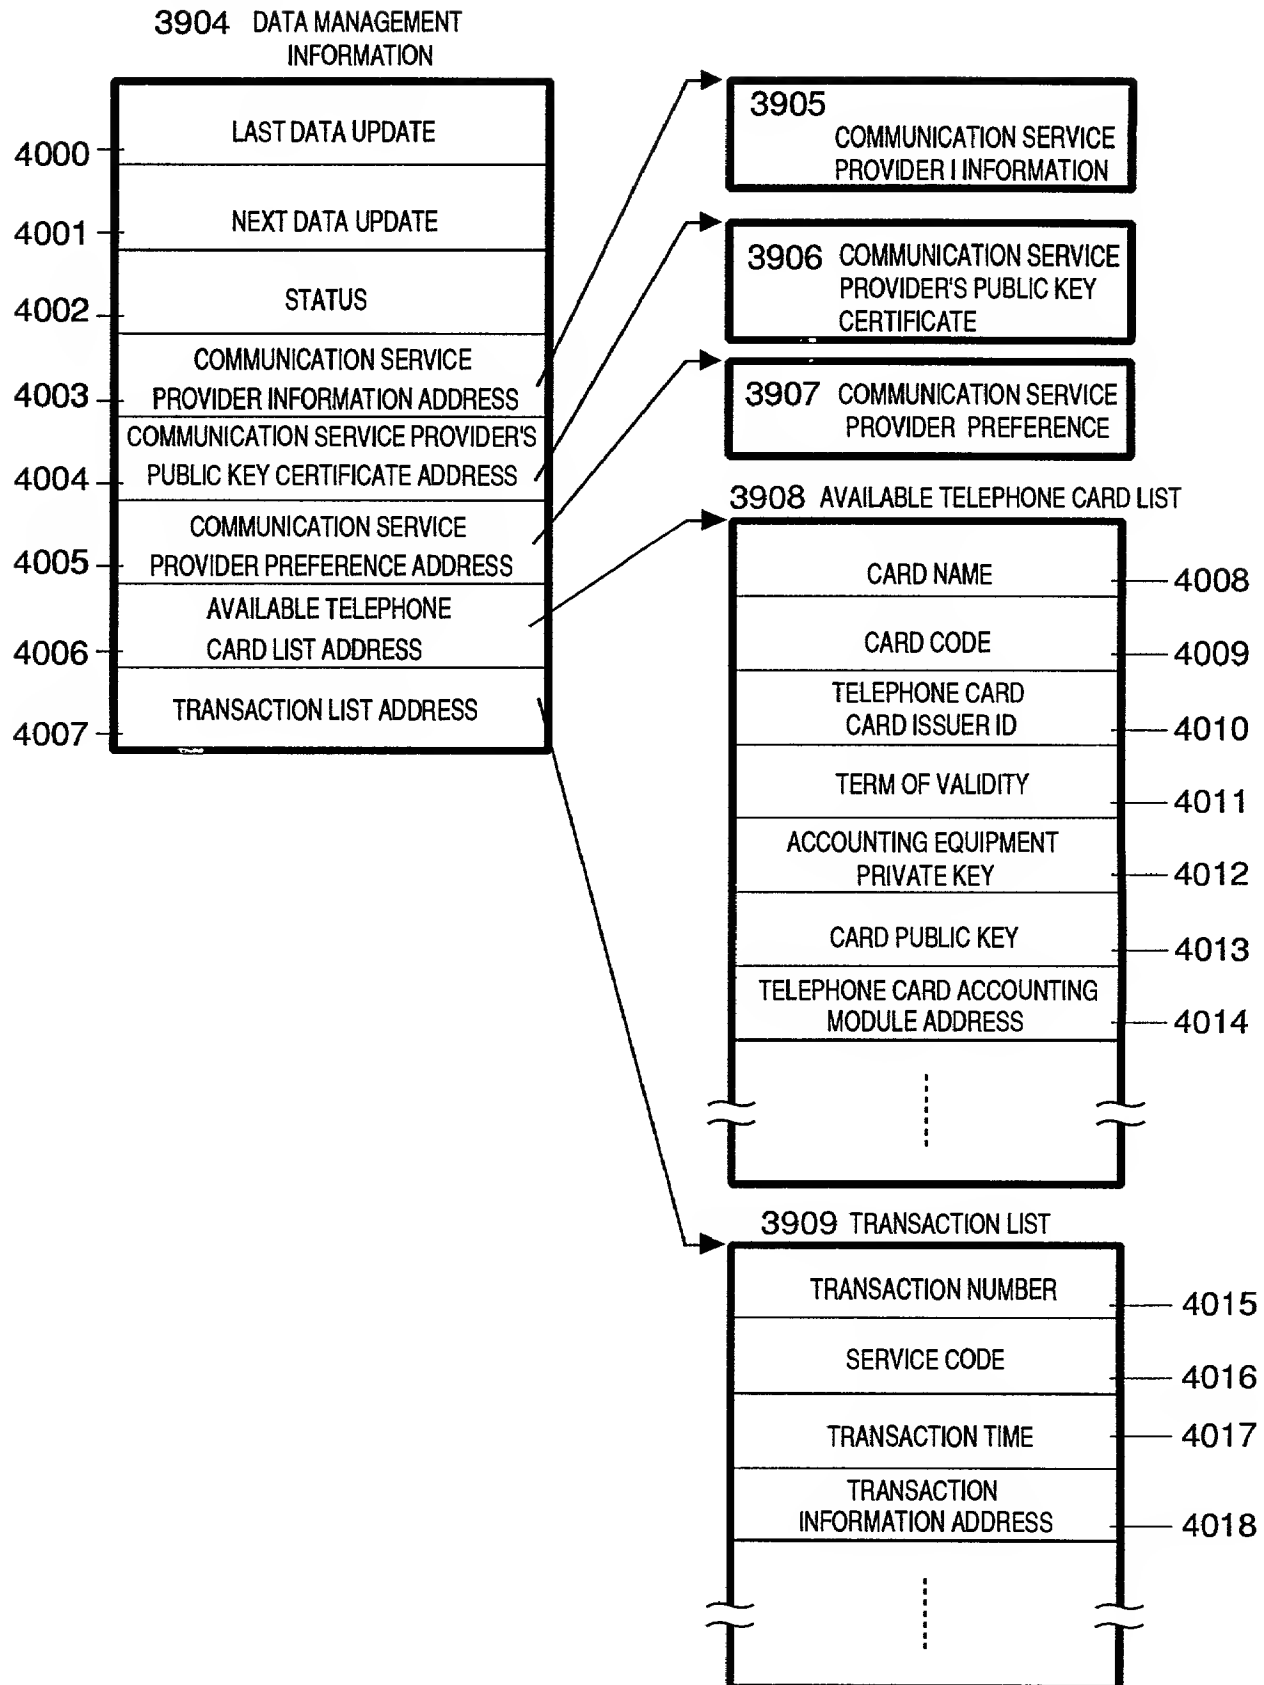 3904 DATA MANAGEMENT
INFORMATION
LAST DATA UPDATE
4000
NEXT DATA UPDATE
4001
STATUS
4002
COMMUNICATION SERVICE
PROVIDER INFORMATION ADDRESS
4003
COMMUNICATION SERVICE PROVIDER'S
PUBLIC KEY CERTIFICATE ADDRESS
4004
COMMUNICATION SERVICE
PROVIDER PREFERENCE ADDRESS
4005
AVAILABLE TELEPHONE
CARD LIST ADDRESS
4006
TRANSACTION LIST ADDRESS
4007
3905
COMMUNICATION SERVICE
PROVIDER I INFORMATION
3906 COMMUNICATION SERVICE
PROVIDER'S PUBLIC KEY
CERTIFICATE
3907 COMMUNICATION SERVICE
PROVIDER PREFERENCE
3908 AVAILABLE TELEPHONE CARD LIST
CARD NAME
4008
CARD CODE
4009
TELEPHONE CARD
CARD ISSUER ID
4010
TERM OF VALIDITY
4011
ACCOUNTING EQUIPMENT
PRIVATE KEY
4012
CARD PUBLIC KEY
4013
TELEPHONE CARD ACCOUNTING
MODULE ADDRESS
4014
3909 TRANSACTION LIST
TRANSACTION NUMBER
4015
SERVICE CODE
4016
TRANSACTION TIME
4017
TRANSACTION
INFORMATION ADDRESS
4018